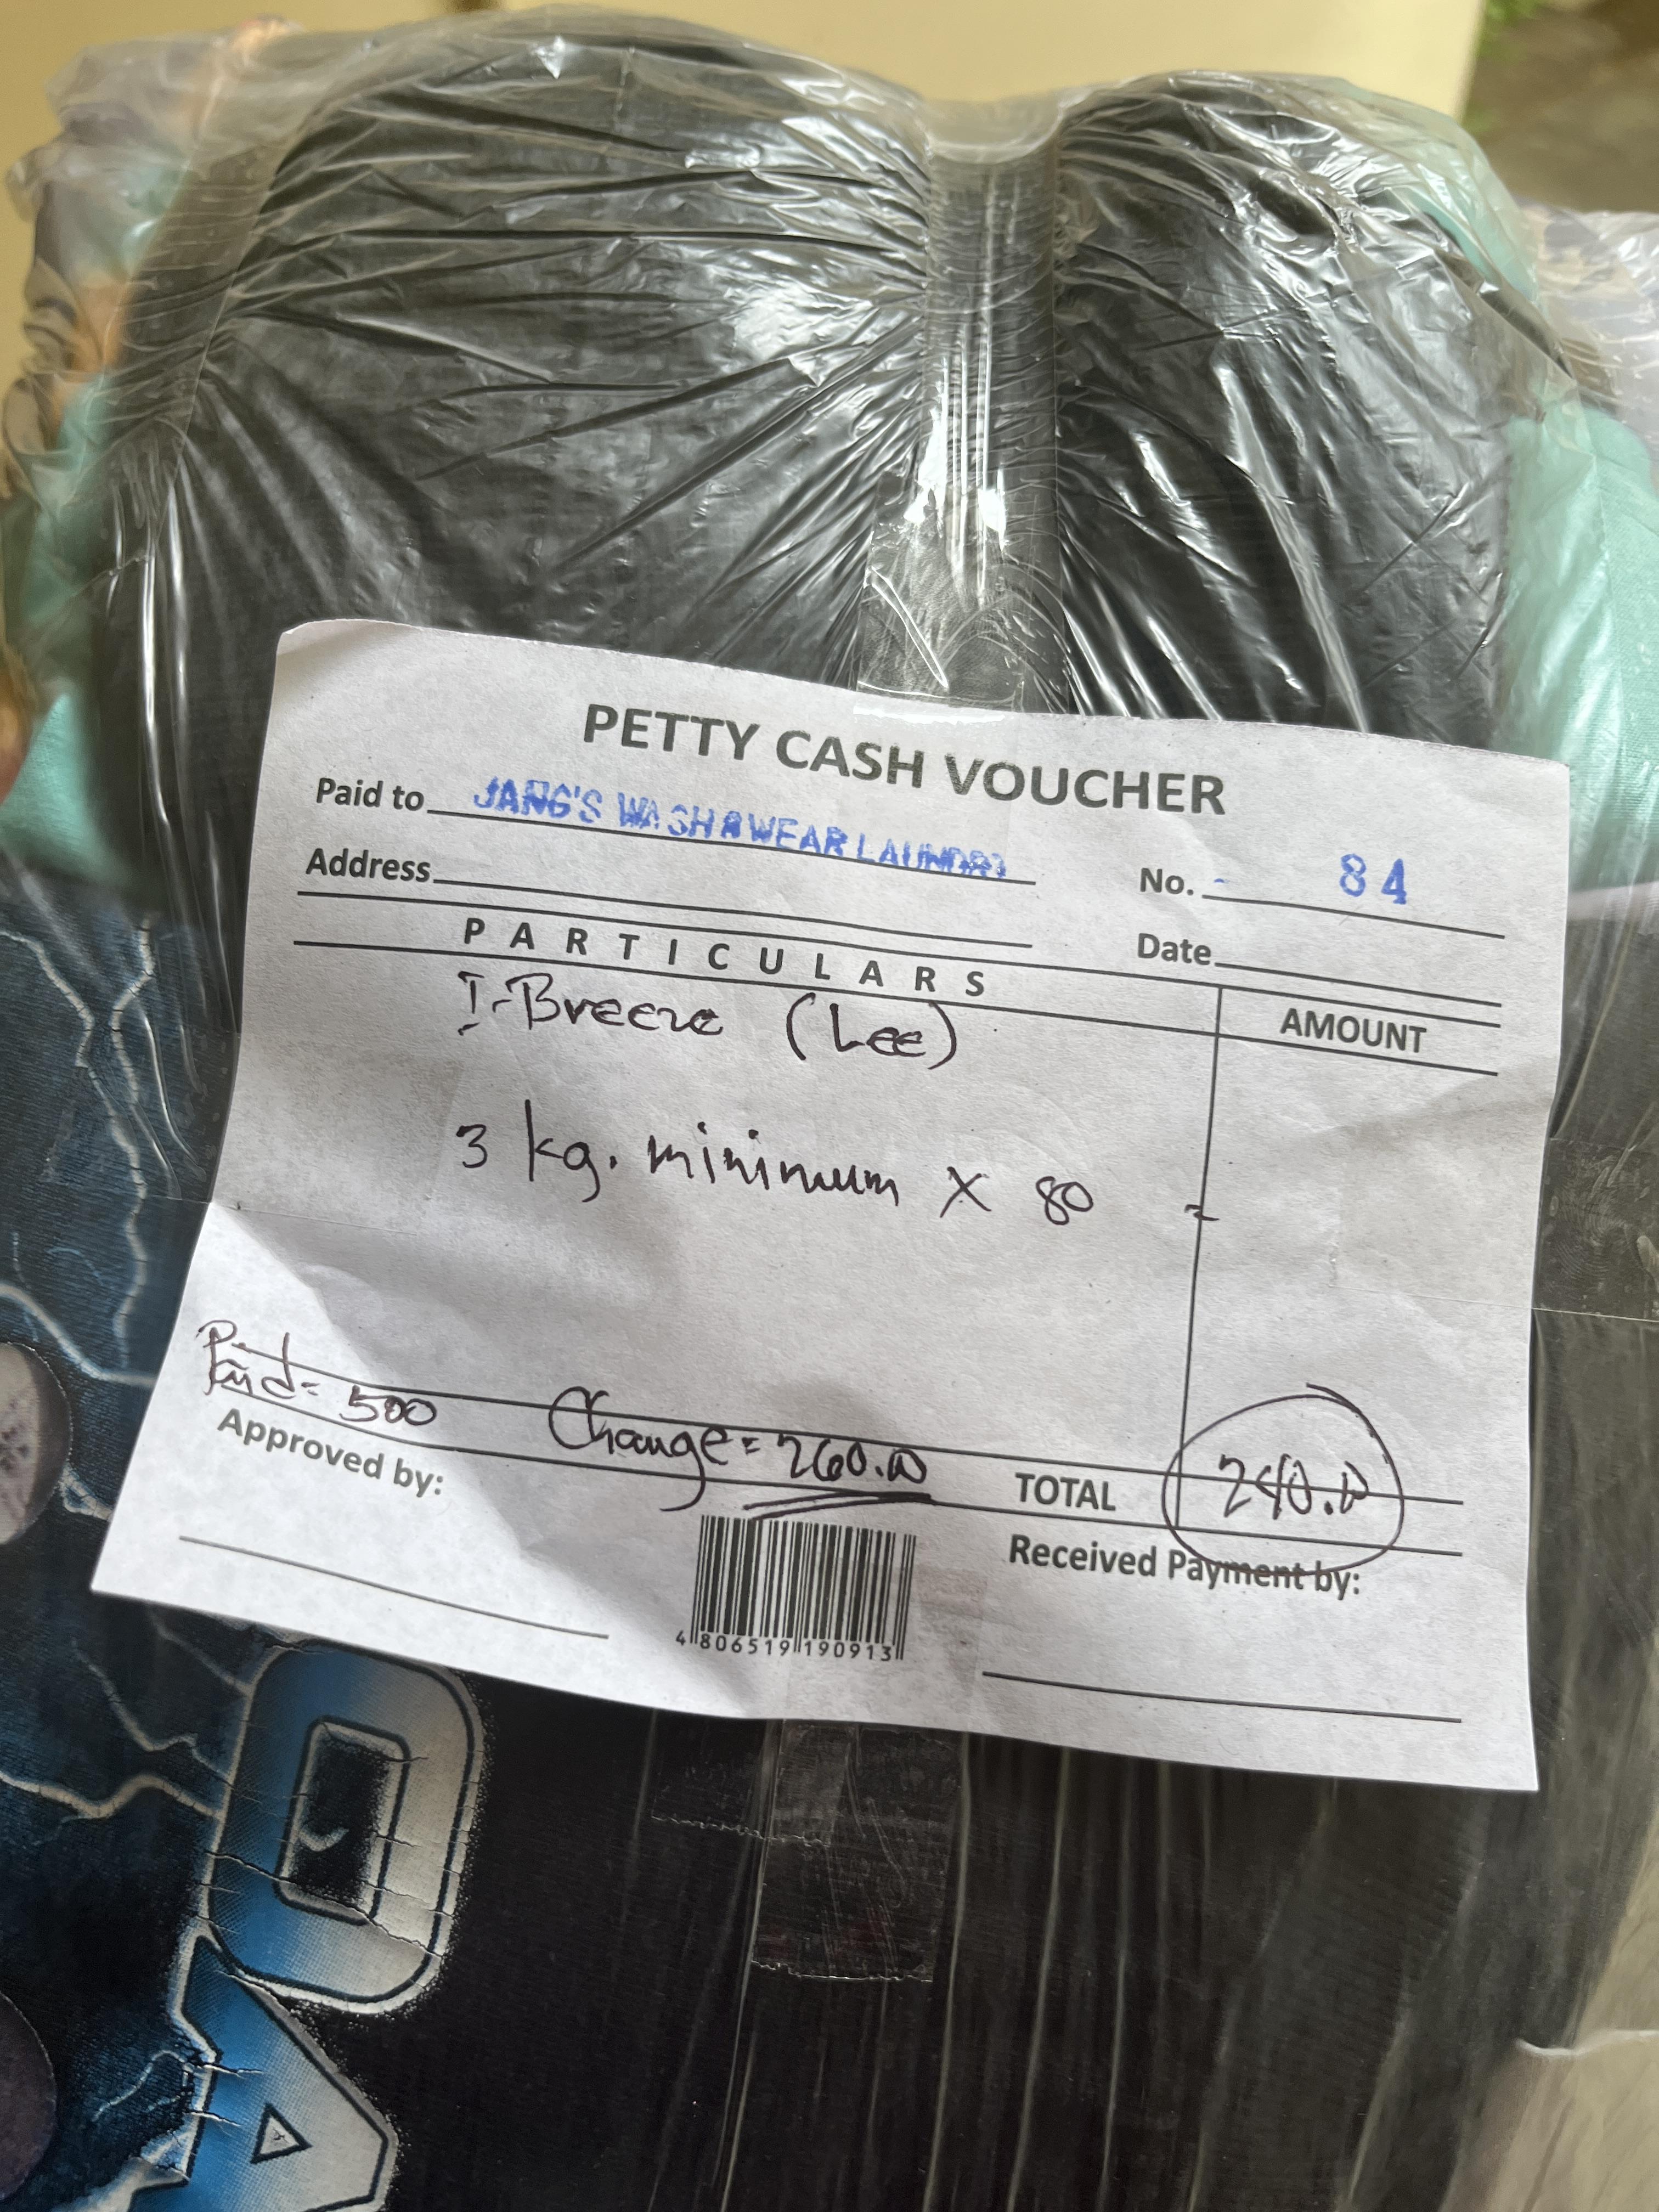 PETTY CASH VOUCHER
Paid to JANG'S WASH & WEAR LAUNDRY
No. - 84
Address
Date
PARTICULARS
AMOUNT
I-Breeze (Lee)
3 kg. minimum X 80 =
Paid = 500 Change = 260.00
TOTAL 240.00
Approved by:
Received Payment by:
4 806519 190913
DA